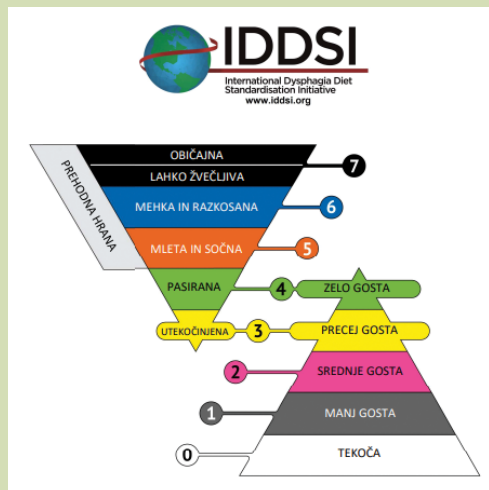 IDDSI
International Dysphagia Diet
Standardisation Initiative
www.iddsi.org
PREHODNA HRANA
OBIČAJNA
LAHKO ŽVEČLJIVA
7
MEHKA IN RAZKOSANA
6
MLETA IN SOČNA
5
PASIRANA
4
ZELO GOSTA
UTEKOČINJENA
3
PRECEJ GOSTA
2
SREDNJE GOSTA
1
MANJ GOSTA
0
TEKOČA